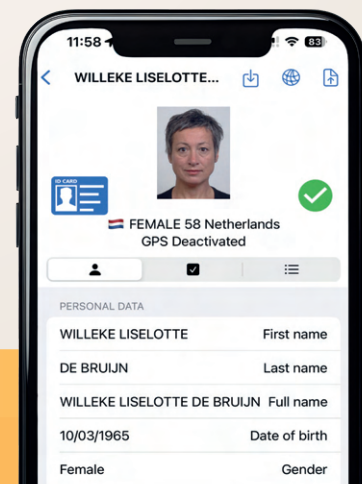 11:58
83
WILLEKE LISELOTTE...
ID CARD
FEMALE 58 Netherlands
GPS Deactivated
PERSONAL DATA
WILLEKE LISELOTTE First name
DE BRUIJN Last name
WILLEKE LISELOTTE DE BRUIJN Full name
10/03/1965 Date of birth
Female Gender